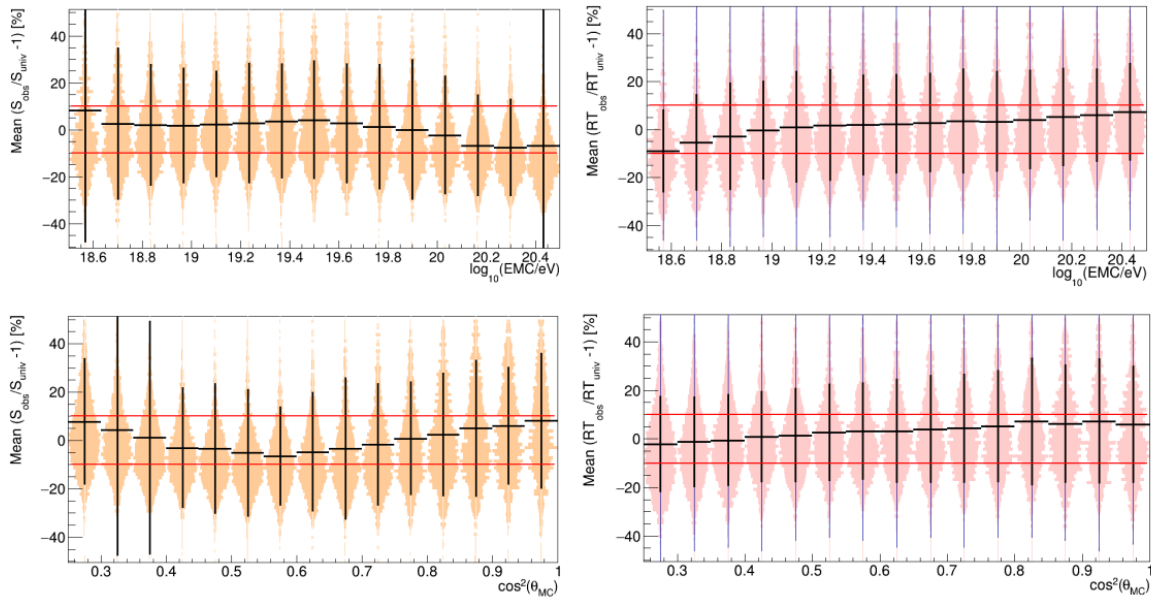 Mean (S_obs/S_univ -1) [%]
40
20
0
−20
−40
18.6 18.8 19 19.2 19.4 19.6 19.8 20 20.2 20.4
log_10(EMC/eV)
Mean (RT_obs/RT_univ -1) [%]
40
20
0
−20
−40
18.6 18.8 19 19.2 19.4 19.6 19.8 20 20.2 20.4
log_10(EMC/eV)
Mean (S_obs/S_univ -1) [%]
40
20
0
−20
−40
0.3 0.4 0.5 0.6 0.7 0.8 0.9 1
cos²(θ_MC)
Mean (RT_obs/RT_univ -1) [%]
40
20
0
−20
−40
0.3 0.4 0.5 0.6 0.7 0.8 0.9 1
cos²(θ_MC)